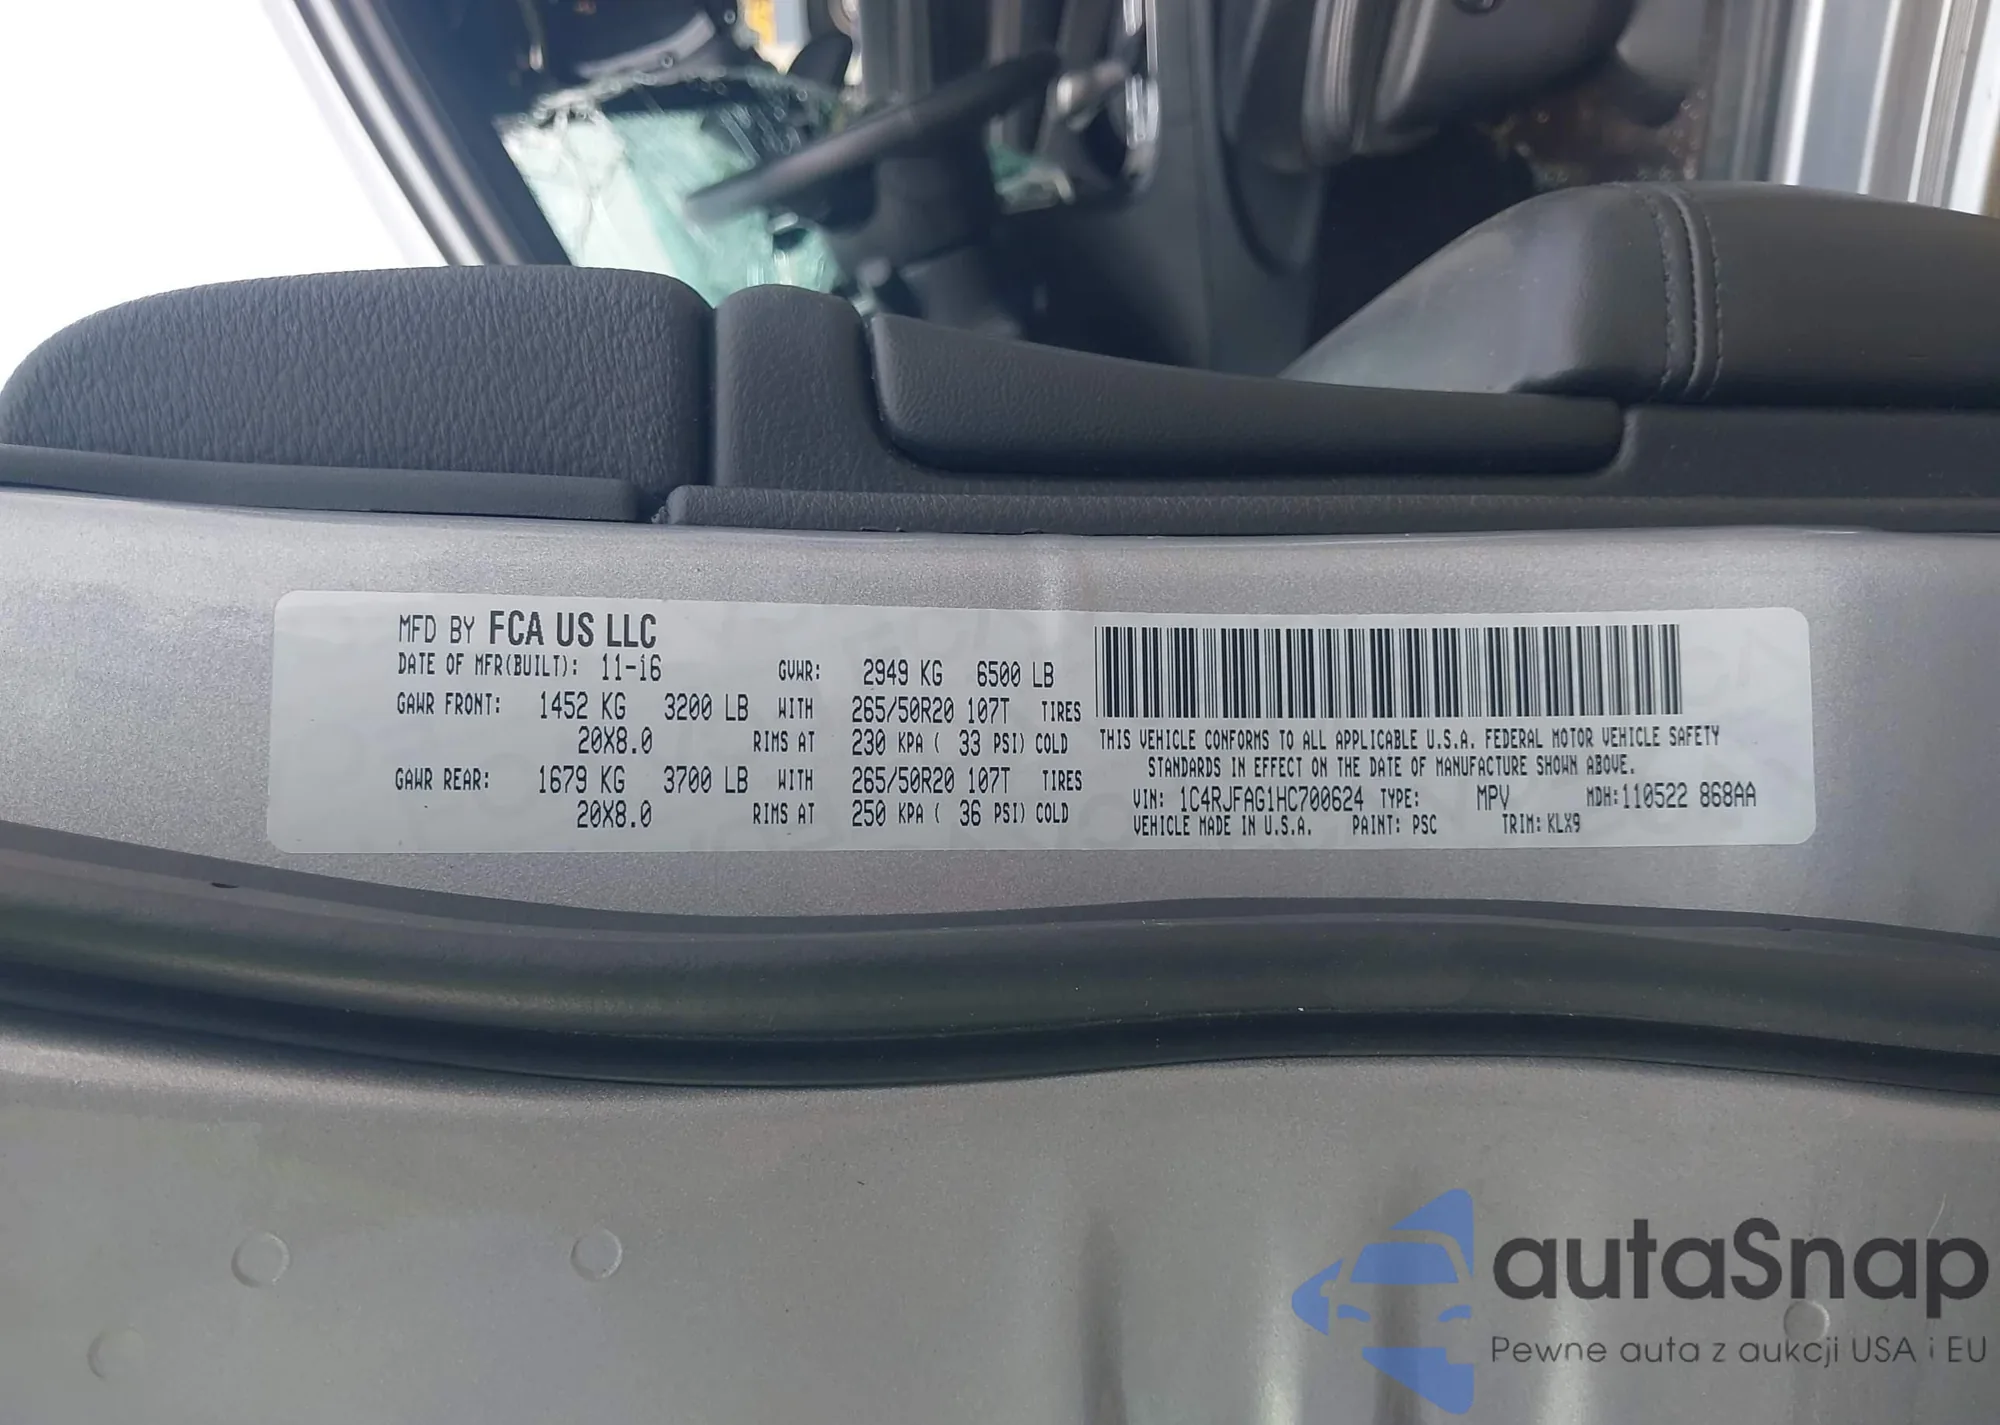 MFD BY FCA US LLC
DATE OF MFR(BUILT): 11-16 GVWR: 2949 KG 6500 LB
GAWR FRONT: 1452 KG 3200 LB WITH 265/50R20 107T TIRES
20X8.0 RIMS AT 230 KPA ( 33 PSI) COLD
GAWR REAR: 1679 KG 3700 LB WITH 265/50R20 107T TIRES
20X8.0 RIMS AT 250 KPA ( 36 PSI) COLD
THIS VEHICLE CONFORMS TO ALL APPLICABLE U.S.A. FEDERAL MOTOR VEHICLE SAFETY
STANDARDS IN EFFECT ON THE DATE OF MANUFACTURE SHOWN ABOVE.
VIN: 1C4RJFAG1HC700624 TYPE: MPV MDH:110522 868AA
VEHICLE MADE IN U.S.A. PAINT: PSC TRIM: KLX9
autaSnap
Pewne auta z aukcji USA i EU